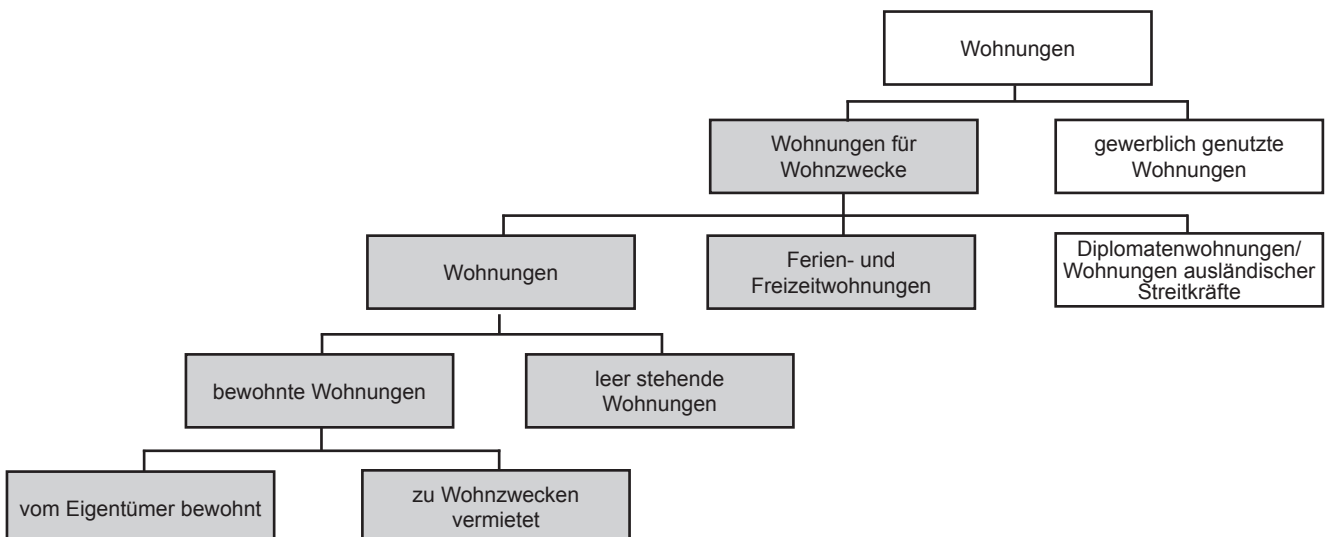 Wohnungen
Wohnungen für
Wohnzwecke
gewerblich genutzte
Wohnungen
Wohnungen
Ferien- und
Freizeitwohnungen
Diplomatenwohnungen/
Wohnungen ausländischer
Streitkräfte
bewohnte Wohnungen
leer stehende
Wohnungen
vom Eigentümer bewohnt
zu Wohnzwecken
vermietet